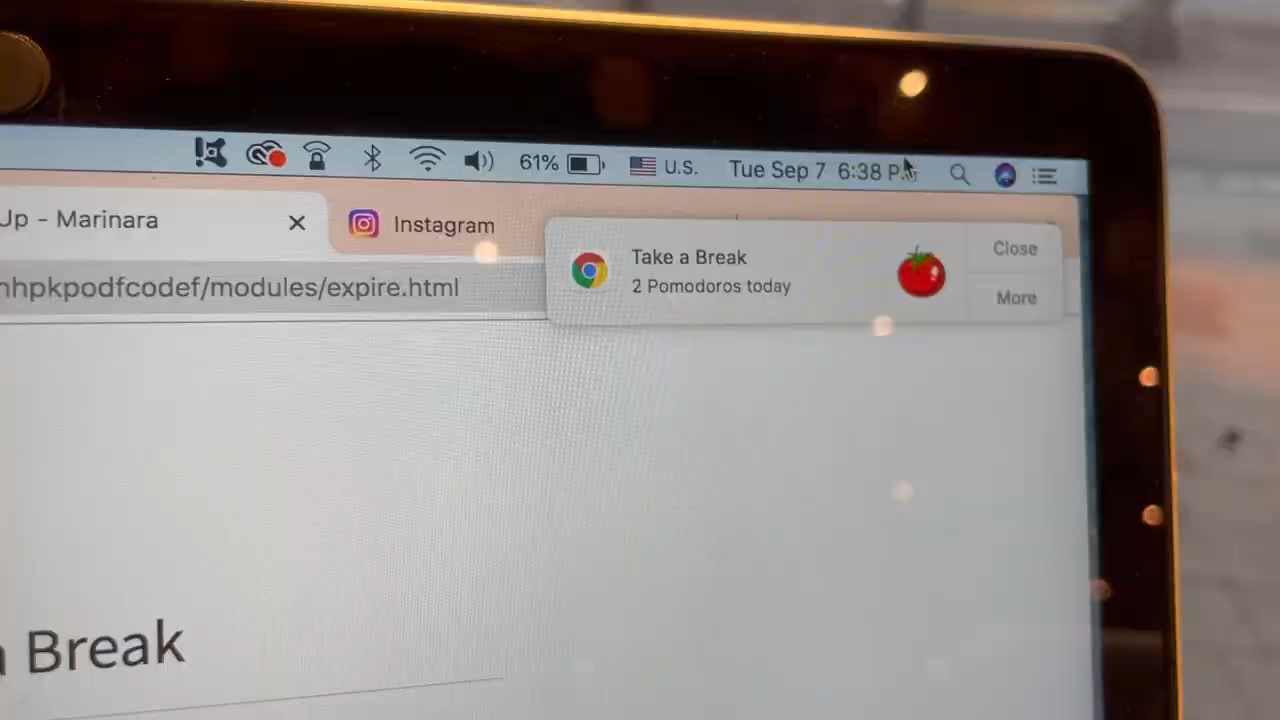 61% U.S. Tue Sep 7 6:38
Up - Marinara Instagram
Take a Break
2 Pomodoros today
Close
More
nhpkpodfcodef/modules/expire.html
Break